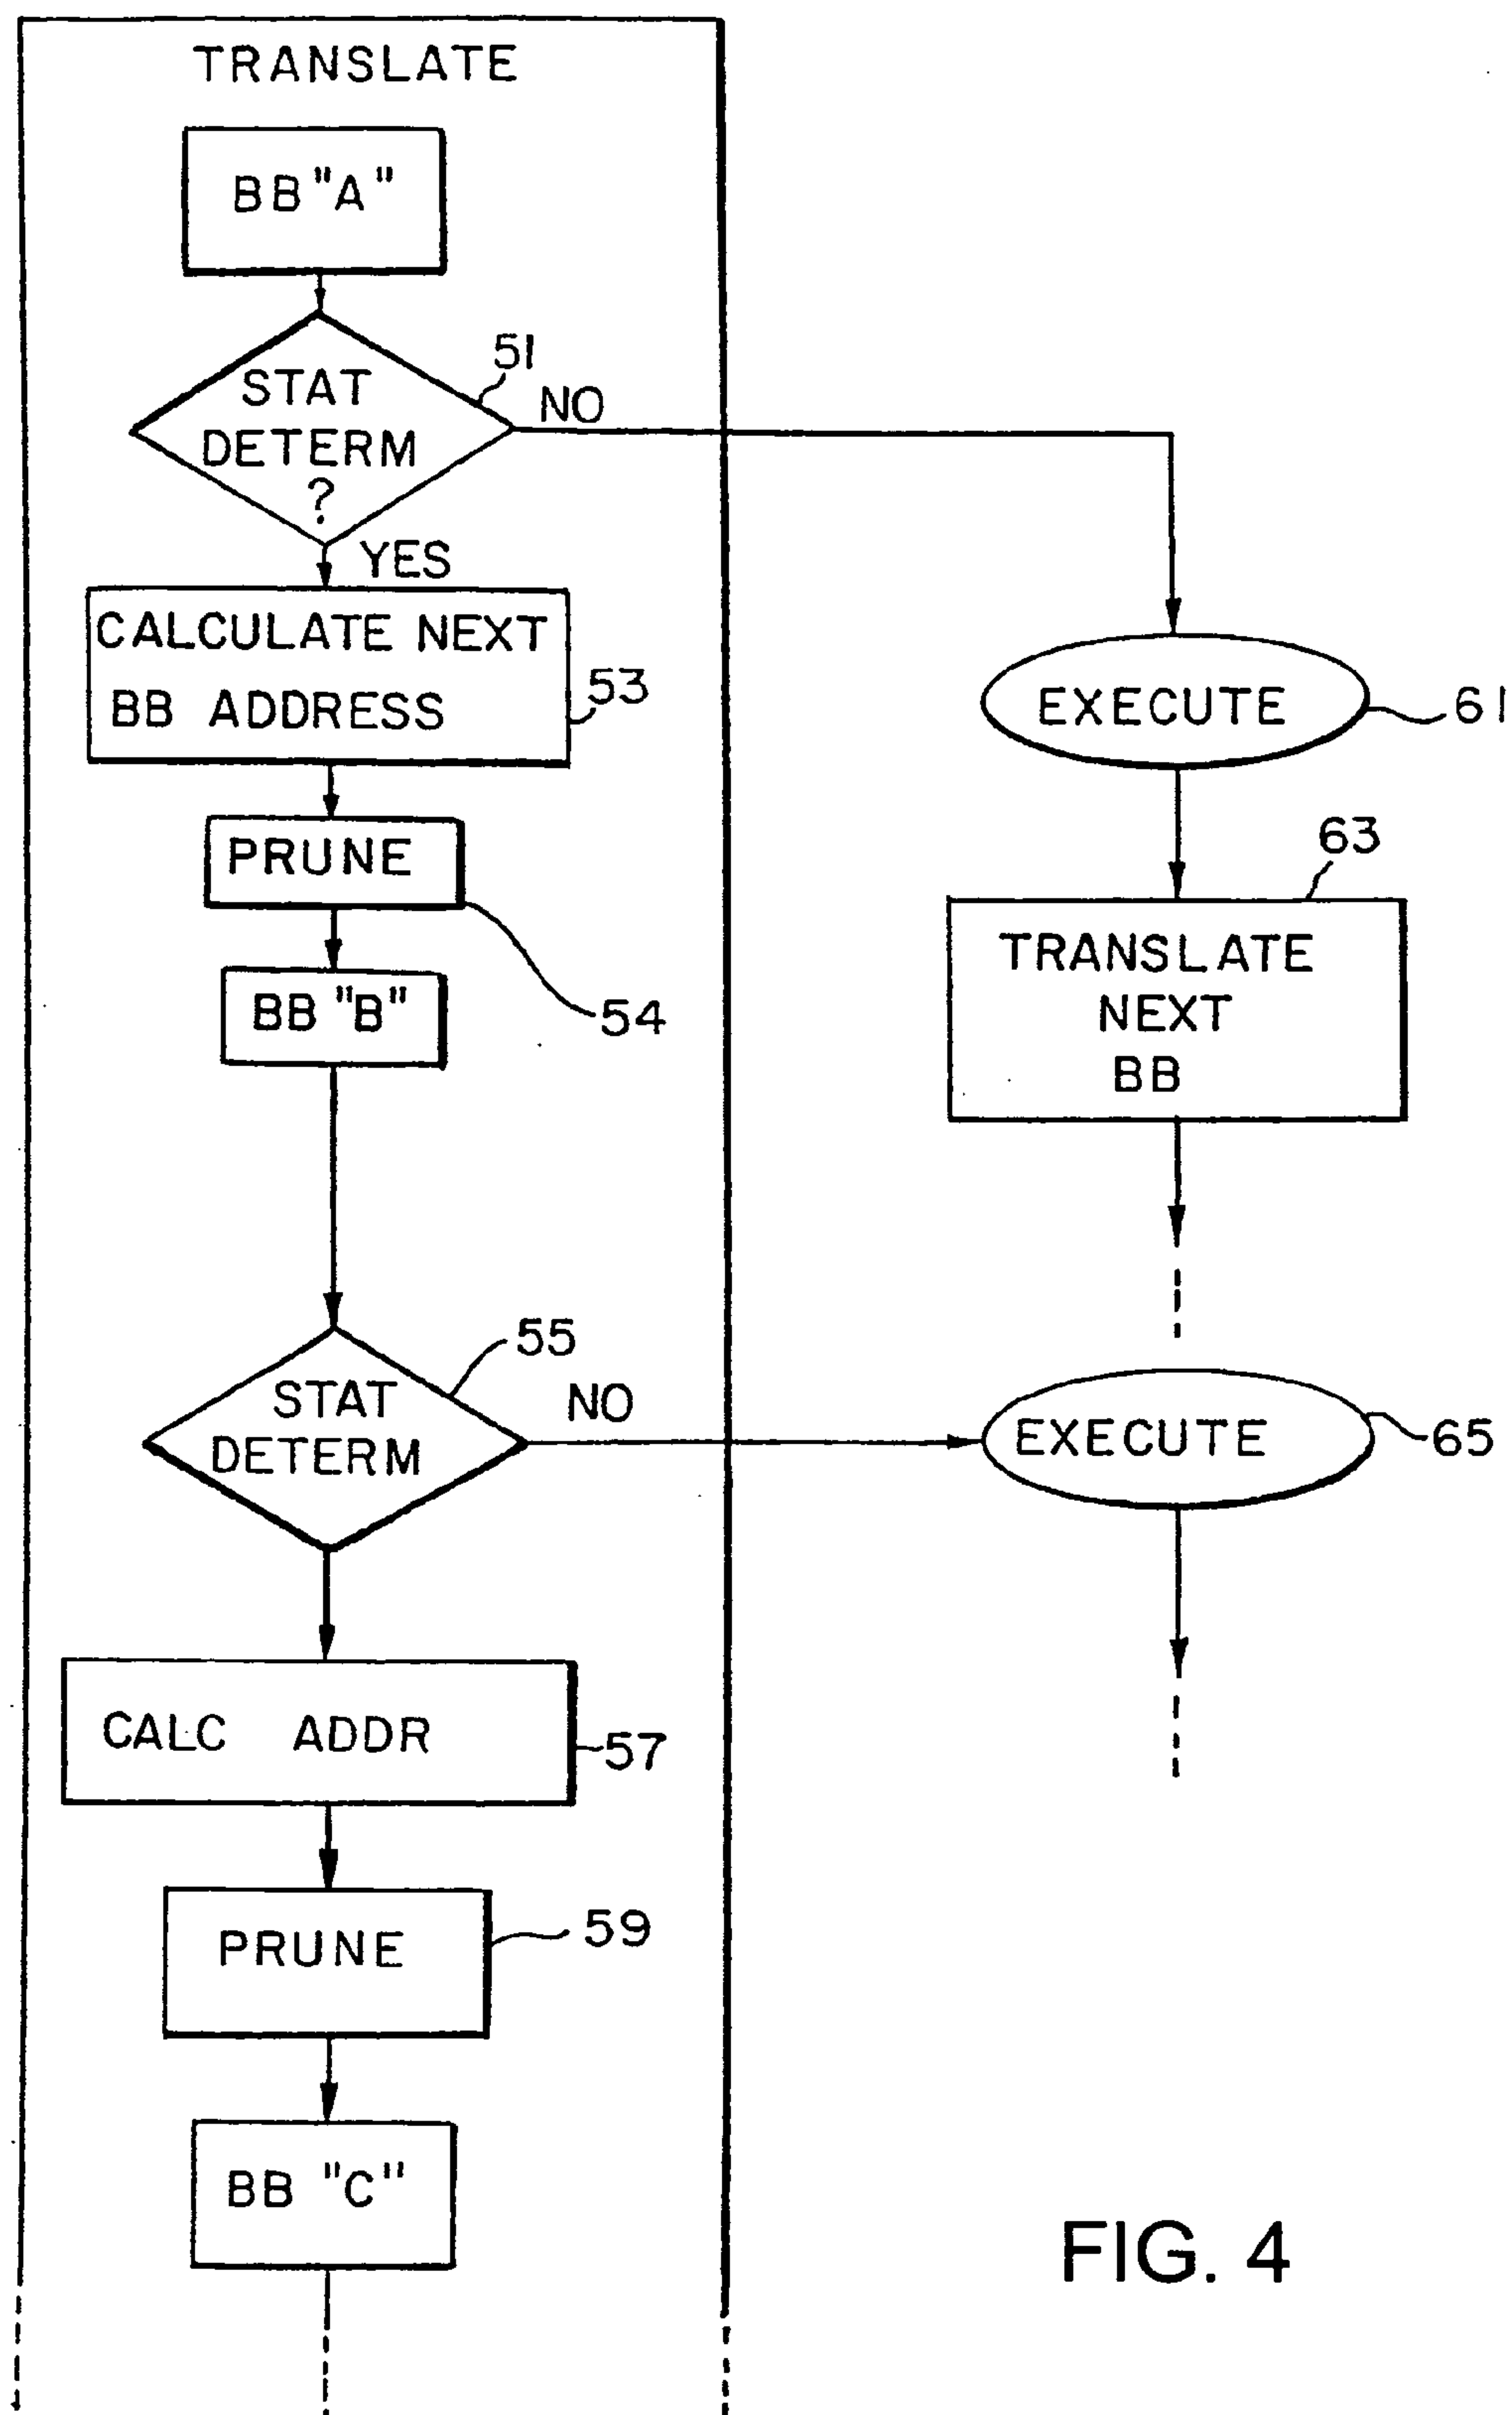 TRANSLATE
BB "A"
51
STAT
DETERM
?
NO
YES
CALCULATE NEXT
BB ADDRESS
53
PRUNE
54
BB "B"
55
STAT
DETERM
NO
CALC ADDR
57
PRUNE
59
BB "C"
EXECUTE
61
63
TRANSLATE
NEXT
BB
EXECUTE
65
FIG. 4